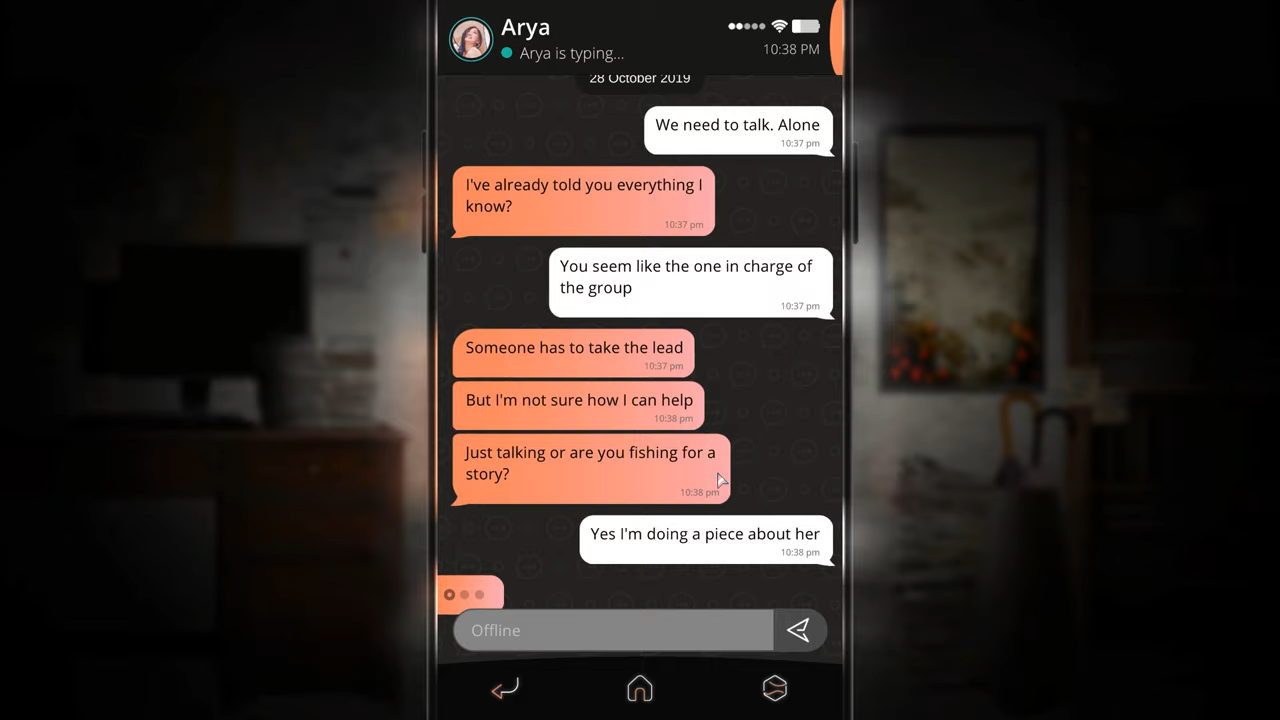 Arya
Arya is typing...
10:38 PM
28 October 2019
We need to talk. Alone
10:37 pm
I've already told you everything I
know?
10:37 pm
You seem like the one in charge of
the group
10:37 pm
Someone has to take the lead
10:37 pm
But I'm not sure how I can help
10:38 pm
Just talking or are you fishing for a
story?
10:38 pm
Yes I'm doing a piece about her
10:38 pm
Offline